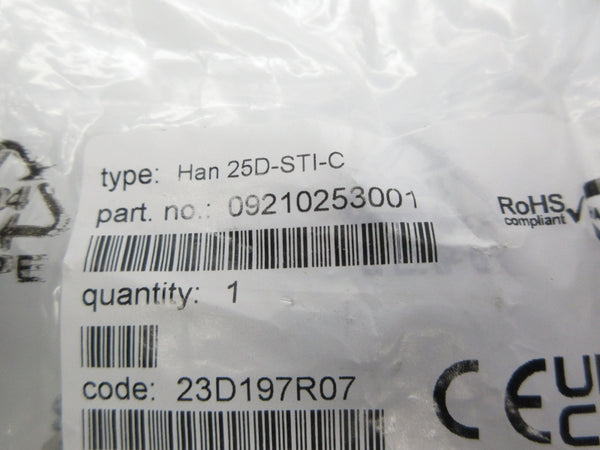 type: Han 25D-STI-C
part. no.: 09210253001
RoHS
compliant
quantity: 1
code: 23D197R07
CE